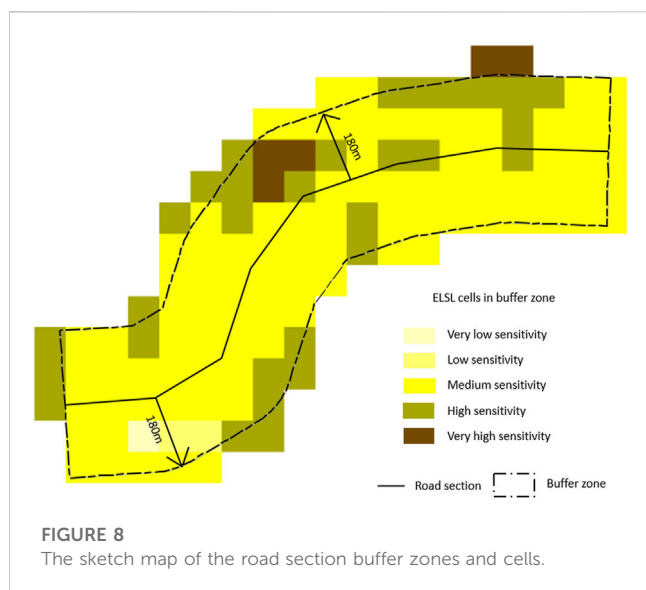 180m
180m
ELSL cells in buffer zone
Very low sensitivity
Low sensitivity
Medium sensitivity
High sensitivity
Very high sensitivity
Road section
Buffer zone
FIGURE 8
The sketch map of the road section buffer zones and cells.